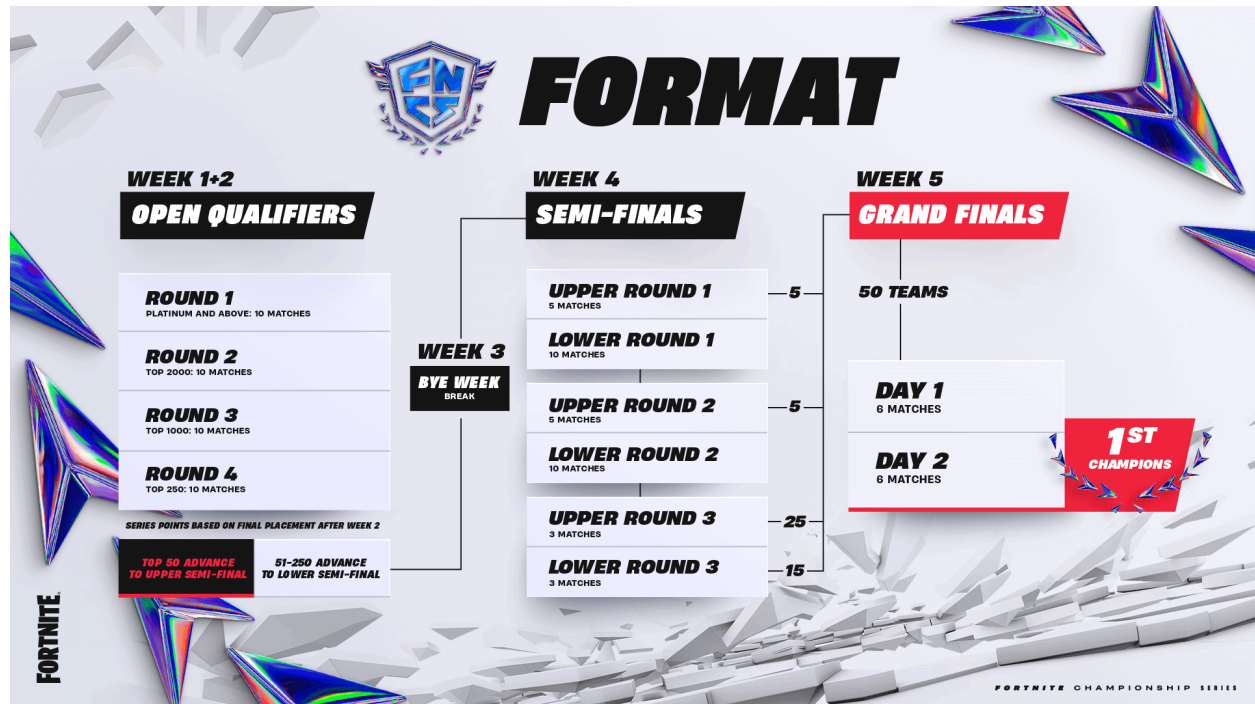 FNCS
FORMAT
WEEK 1+2
OPEN QUALIFIERS
ROUND 1
PLATINUM AND ABOVE: 10 MATCHES
ROUND 2
TOP 2000: 10 MATCHES
ROUND 3
TOP 1000: 10 MATCHES
ROUND 4
TOP 250: 10 MATCHES
SERIES POINTS BASED ON FINAL PLACEMENT AFTER WEEK 2
TOP 50 ADVANCE
TO UPPER SEMI-FINAL
51-250 ADVANCE
TO LOWER SEMI-FINAL
WEEK 3
BYE WEEK
BREAK
WEEK 4
SEMI-FINALS
UPPER ROUND 1
5 MATCHES
5
LOWER ROUND 1
10 MATCHES
UPPER ROUND 2
5 MATCHES
5
LOWER ROUND 2
10 MATCHES
UPPER ROUND 3
3 MATCHES
25
LOWER ROUND 3
3 MATCHES
15
WEEK 5
GRAND FINALS
50 TEAMS
DAY 1
6 MATCHES
DAY 2
6 MATCHES
1ST
CHAMPIONS
FORTNITE
FORTNITE CHAMPIONSHIP SERIES